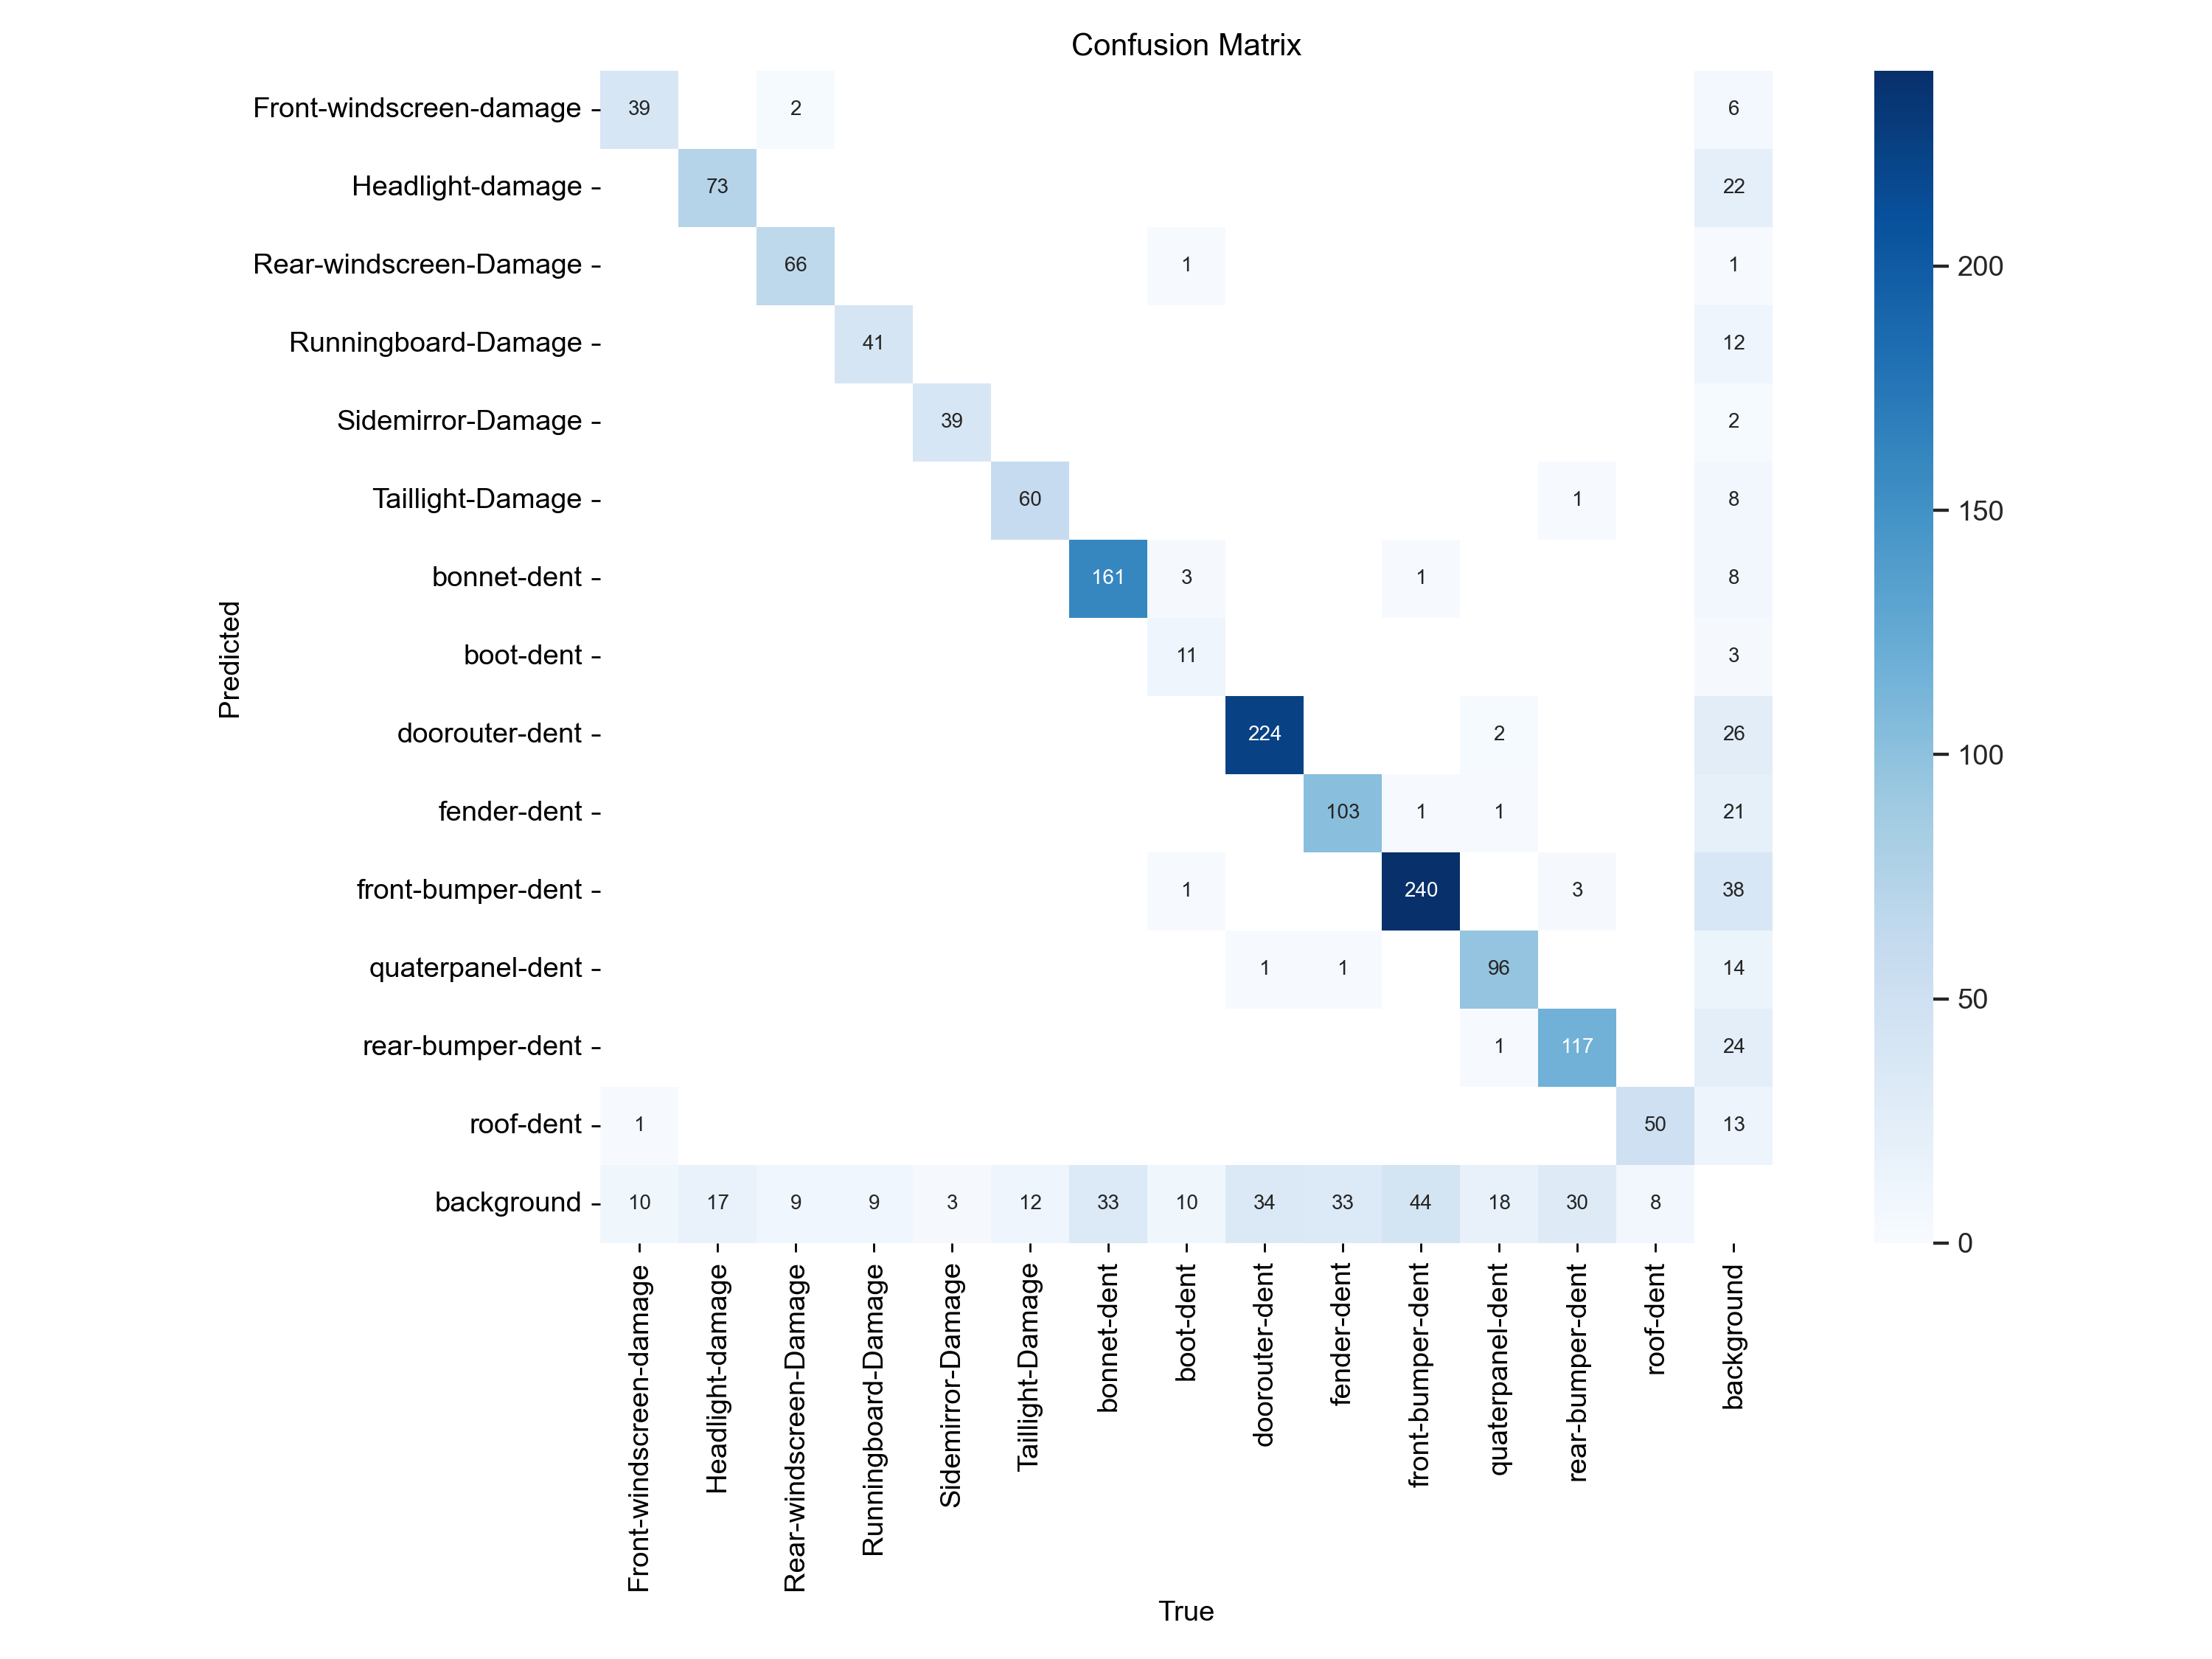 Confusion Matrix
Predicted
Front-windscreen-damage 39 2 6
Headlight-damage 73 22
Rear-windscreen-Damage 66 1 1
Runningboard-Damage 41 12
Sidemirror-Damage 39 2
Taillight-Damage 60 1 8
bonnet-dent 161 3 1 8
boot-dent 11 3
doorouter-dent 224 2 26
fender-dent 103 1 1 21
front-bumper-dent 1 240 3 38
quaterpanel-dent 1 1 96 14
rear-bumper-dent 1 117 24
roof-dent 1 50 13
background 10 17 9 9 3 12 33 10 34 33 44 18 30 8
Front-windscreen-damage
Headlight-damage
Rear-windscreen-Damage
Runningboard-Damage
Sidemirror-Damage
Taillight-Damage
bonnet-dent
boot-dent
doorouter-dent
fender-dent
front-bumper-dent
quaterpanel-dent
rear-bumper-dent
roof-dent
background
True
200
150
100
50
0